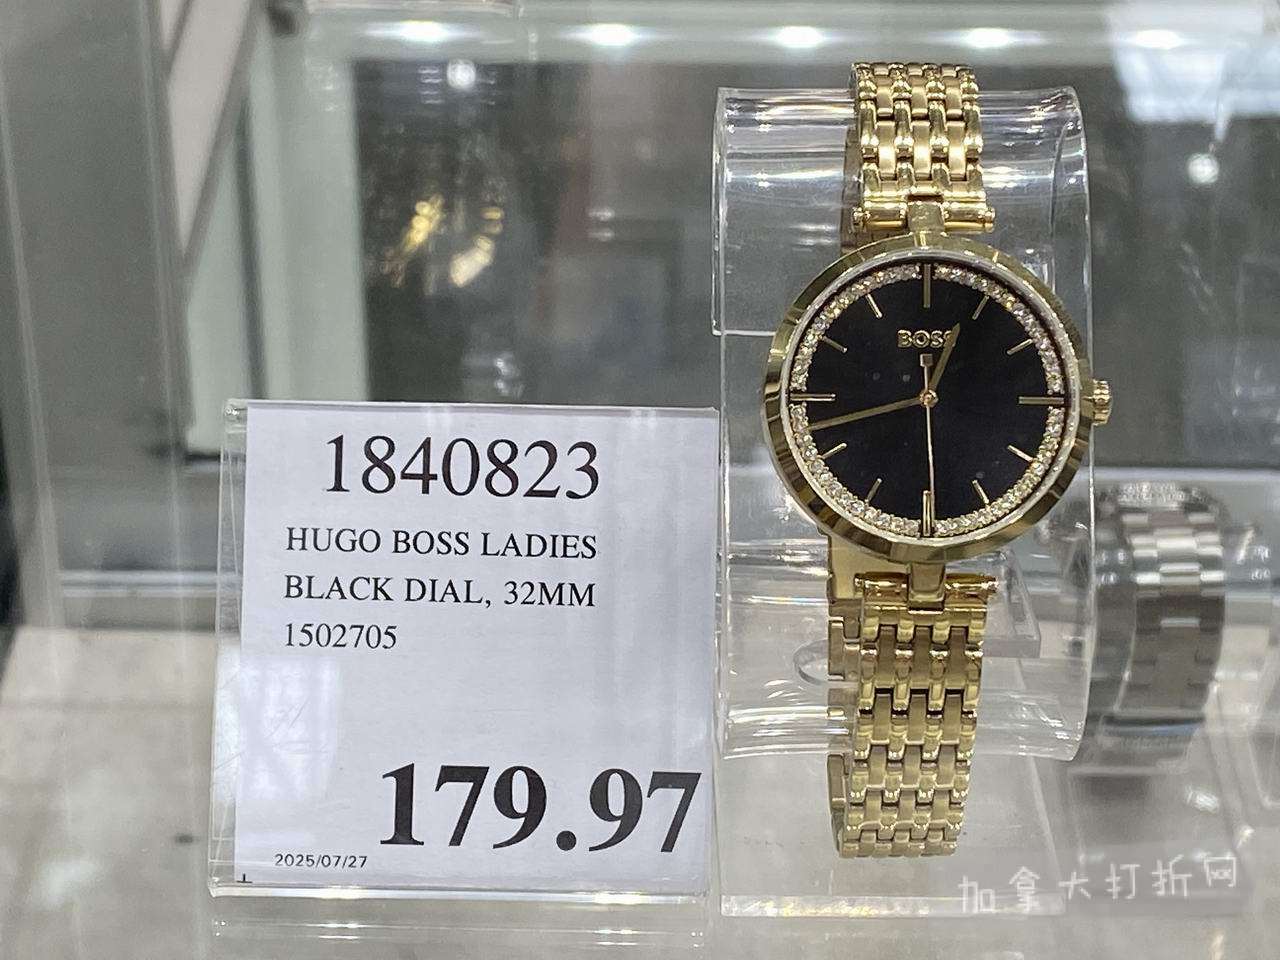 1840823
HUGO BOSS LADIES
BLACK DIAL, 32MM
1502705
179.97
2025/07/27
BOSS
加拿大打折网